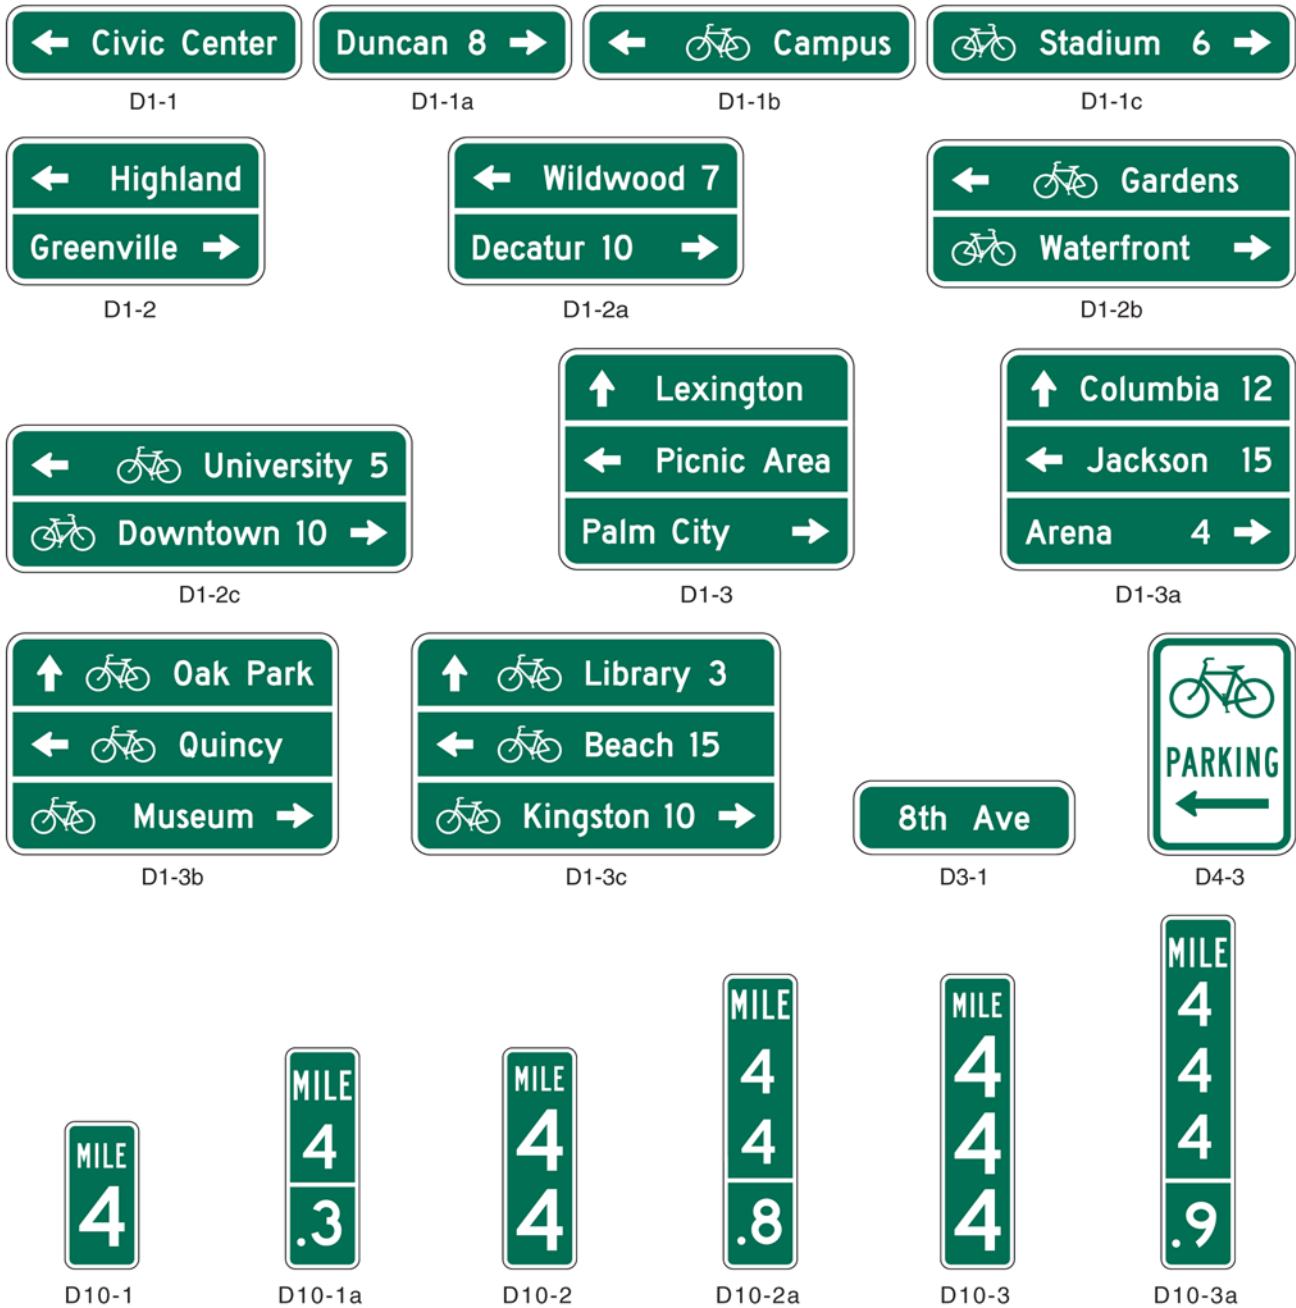 Civic Center
Duncan 8
Campus
Stadium 6
D1-1
D1-1a
D1-1b
D1-1c
Highland
Greenville
Wildwood 7
Decatur 10
Gardens
Waterfront
D1-2
D1-2a
D1-2b
University 5
Downtown 10
Lexington
Picnic Area
Palm City
Columbia 12
Jackson 15
Arena 4
D1-2c
D1-3
D1-3a
Oak Park
Quincy
Museum
Library 3
Beach 15
Kingston 10
8th Ave
PARKING
D1-3b
D1-3c
D3-1
D4-3
MILE
4
MILE
4
.3
MILE
4
4
MILE
4
4
.8
MILE
4
4
4
MILE
4
4
4
.9
D10-1
D10-1a
D10-2
D10-2a
D10-3
D10-3a